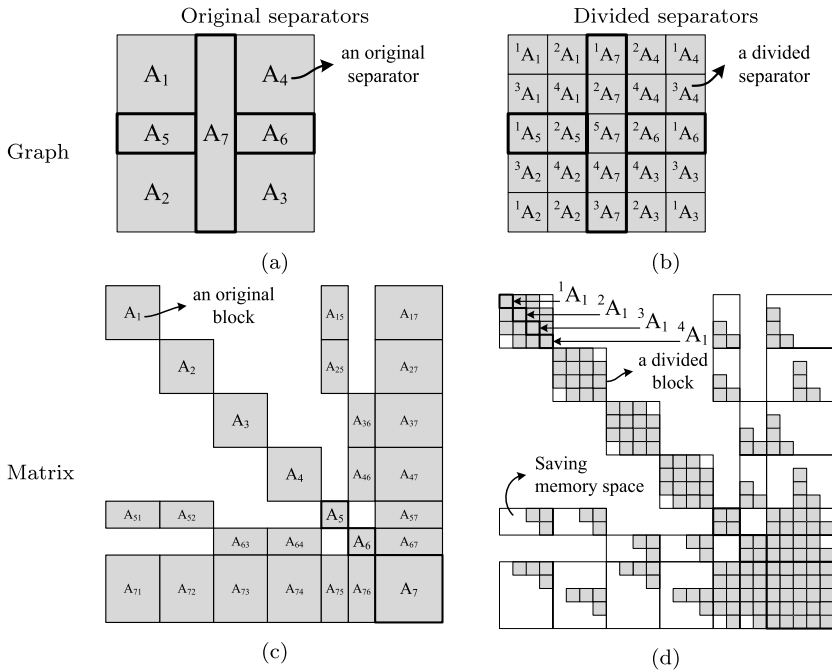 Original separators
Divided separators
A1 A7 A4 an original separator
A5 A6
A2 A3
1A1 2A1 1A7 2A4 1A4 a divided separator
3A1 4A1 2A7 4A4 3A4
1A5 2A5 5A7 2A6 1A6
3A2 4A2 4A7 4A3 3A3
1A2 2A2 3A7 2A3 1A3
Graph
(a)
(b)
A1 an original block A15 A17
A2 A25 A27
A3 A36 A37
A4 A46 A47
A51 A52 A5 A57
A63 A64 A6 A67
A71 A72 A73 A74 A75 A76 A7
Matrix
1A1 2A1 3A1 4A1
a divided block
Saving memory space
(c)
(d)